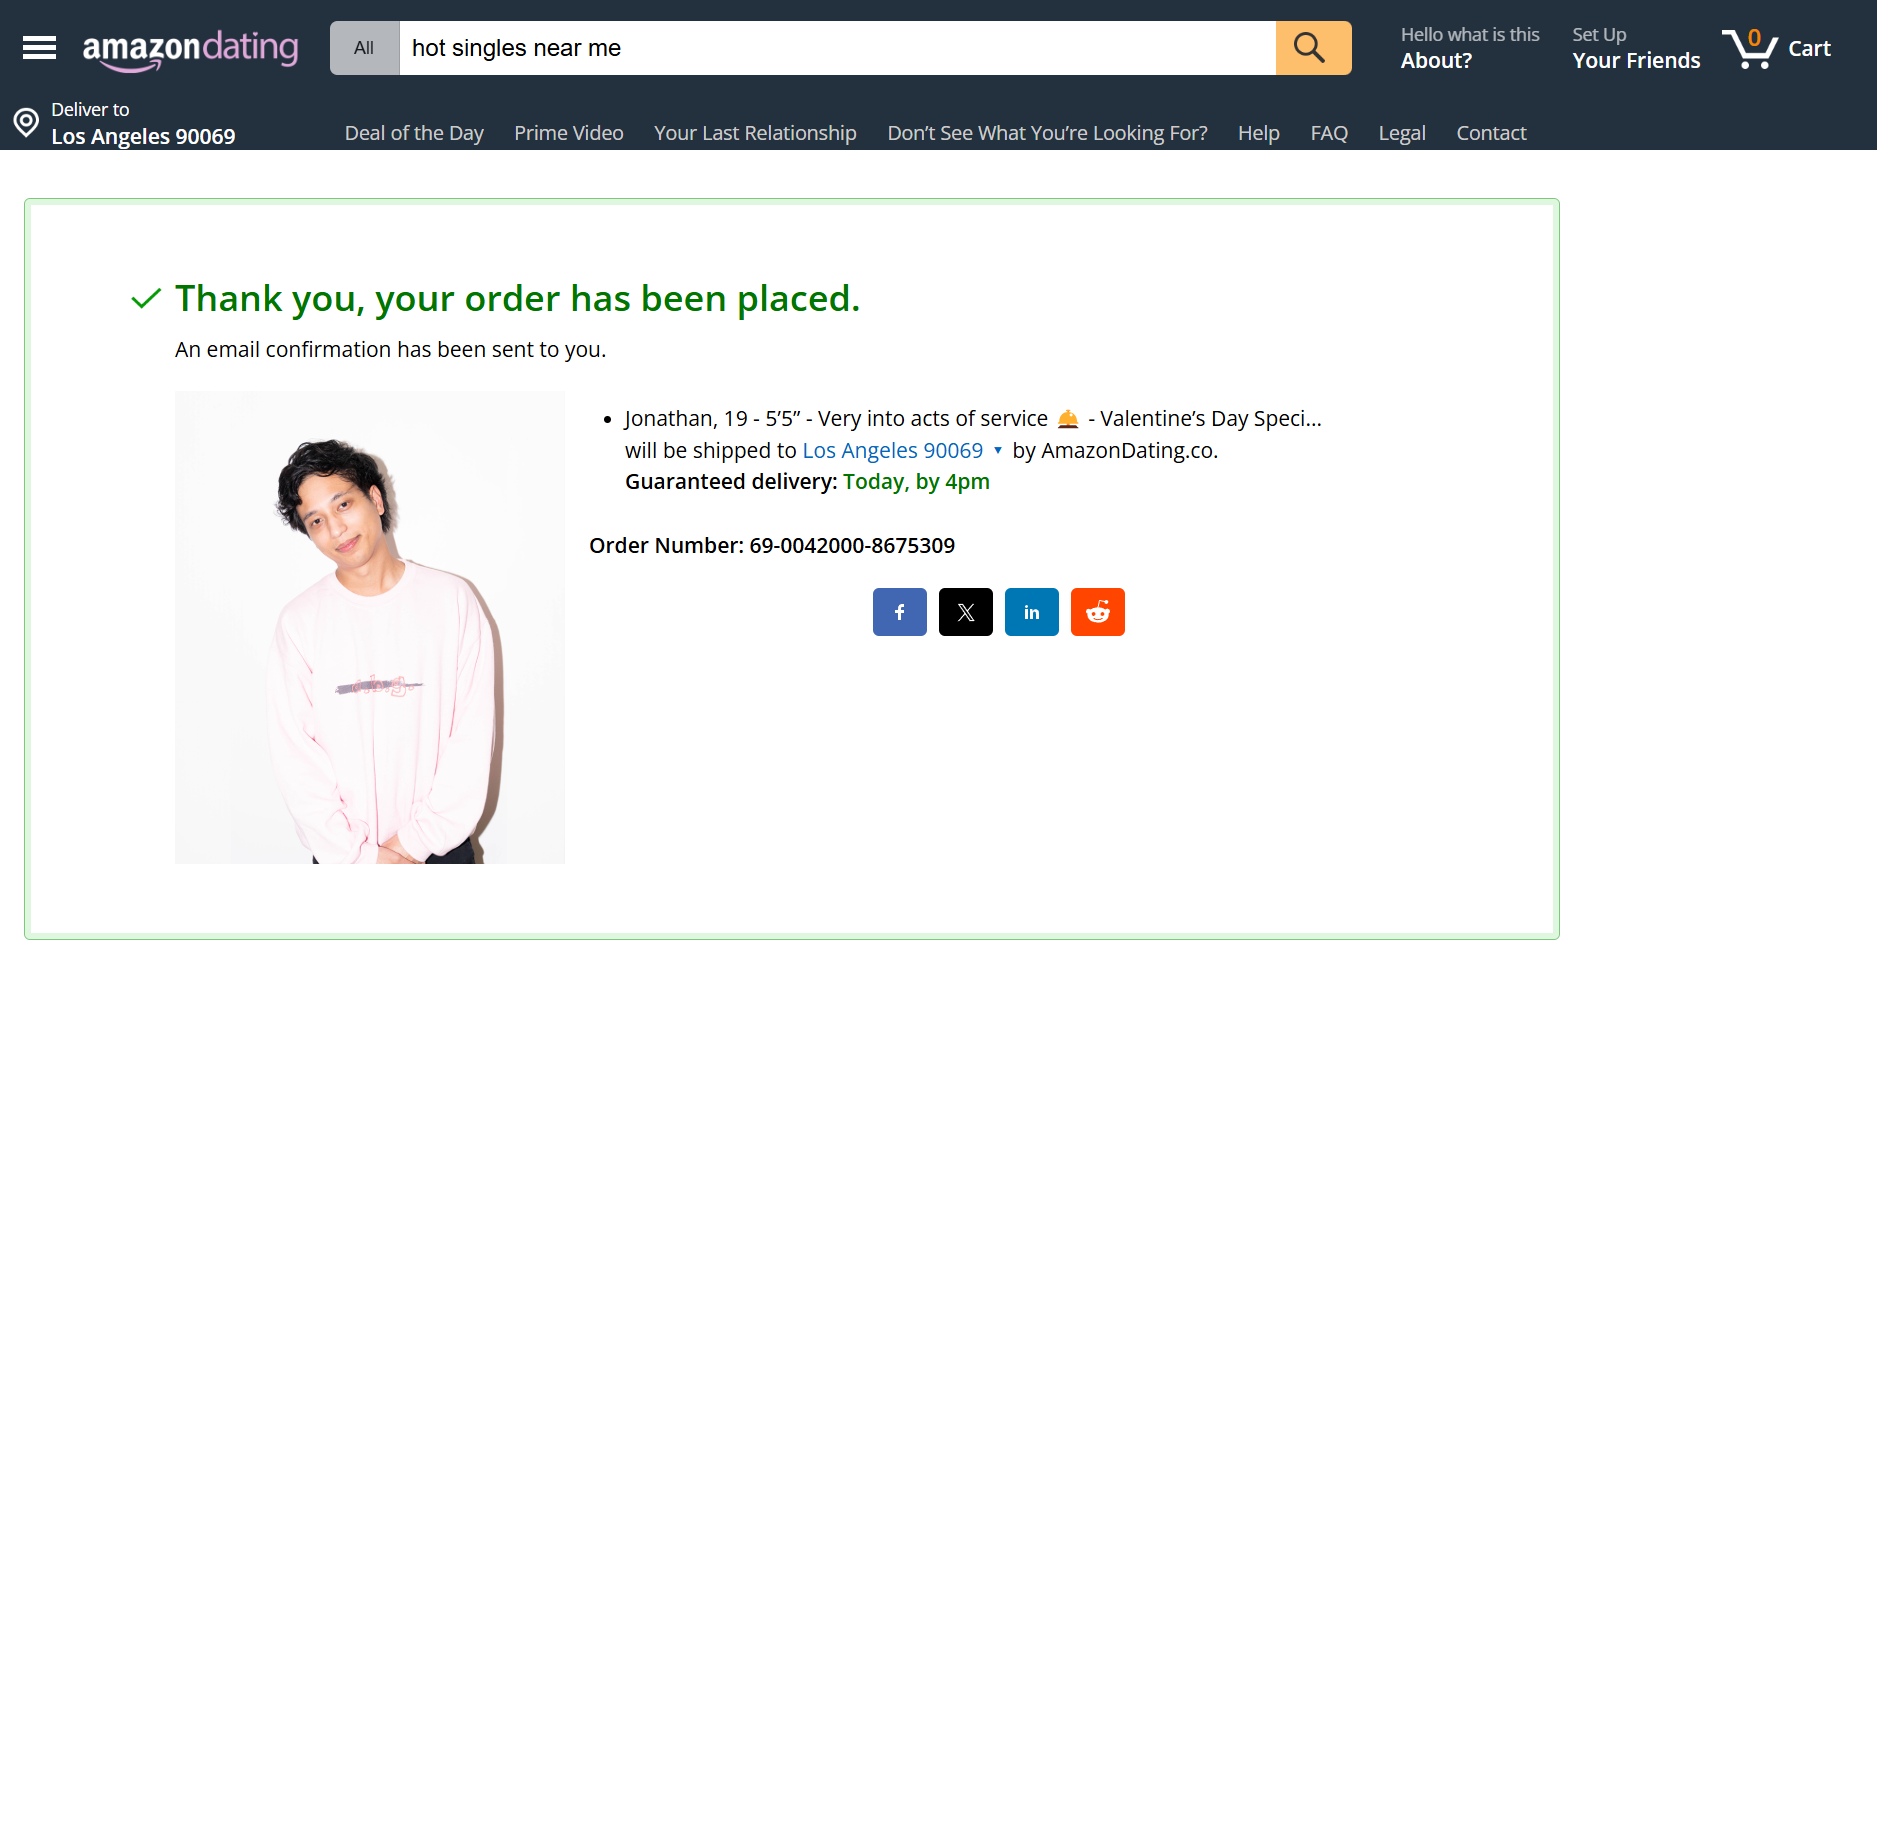 amazondating
All
hot singles near me
Hello what is this
About?
Set Up
Your Friends
0
Cart
Deliver to
Los Angeles 90069
Deal of the Day
Prime Video
Your Last Relationship
Don’t See What You’re Looking For?
Help
FAQ
Legal
Contact
Thank you, your order has been placed.
An email confirmation has been sent to you.
Jonathan, 19 - 5’5” - Very into acts of service 🛎️ - Valentine’s Day Speci...
will be shipped to Los Angeles 90069 ▾ by AmazonDating.co.
Guaranteed delivery: Today, by 4pm
Order Number: 69-0042000-8675309
f
X
in